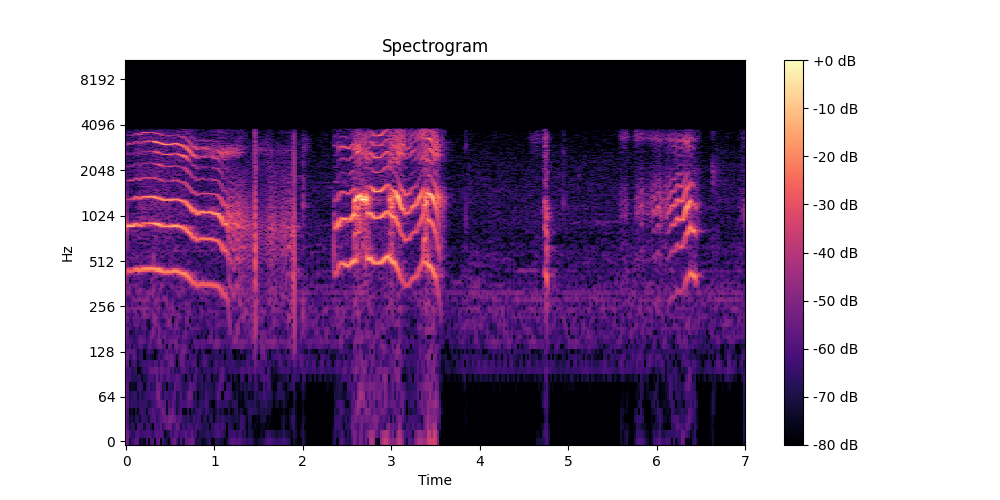 Spectrogram
8192
4096
2048
1024
512
256
128
64
0
Hz
0 1 2 3 4 5 6 7
Time
+0 dB
-10 dB
-20 dB
-30 dB
-40 dB
-50 dB
-60 dB
-70 dB
-80 dB